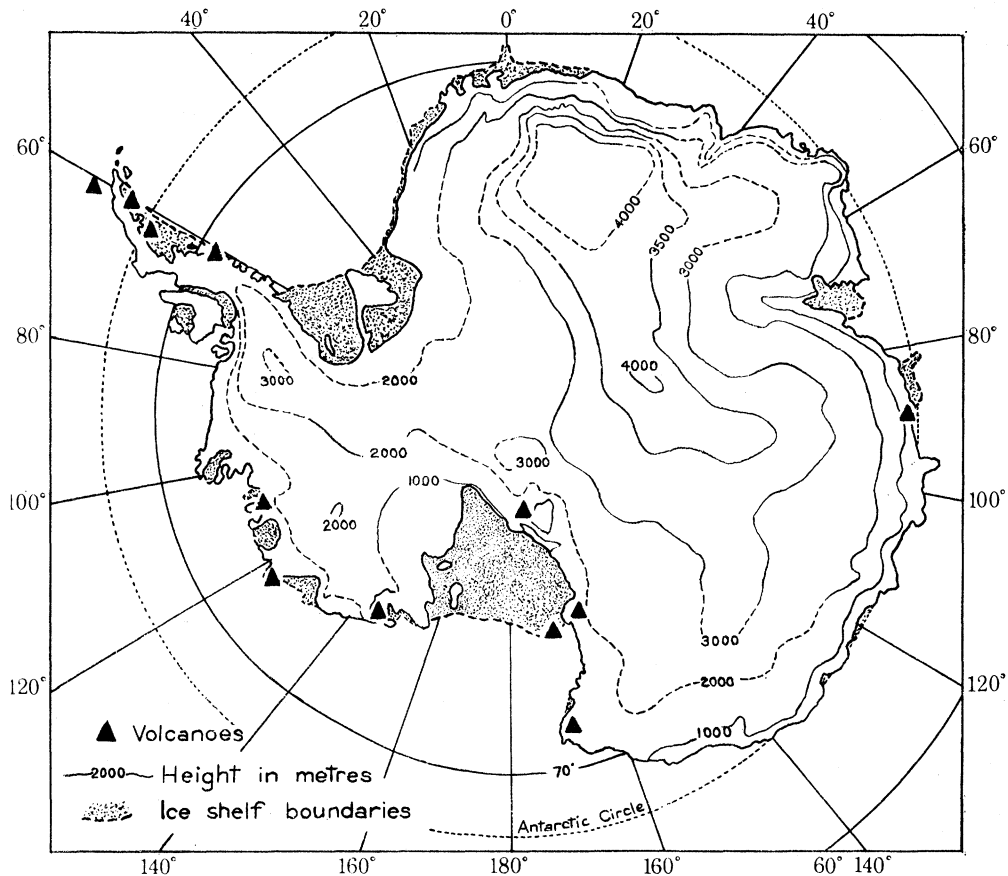 40° 20° 0° 20° 40°
60° 60°
4000
3500
3000
80° 80°
3000 2000 4000
2000
3000
1000
100° 100°
2000
3000
120° 2000 120°
1000
Volcanoes
2000 Height in metres
70°
Ice shelf boundaries
Antarctic Circle
140° 160° 180° 160° 60° 140°